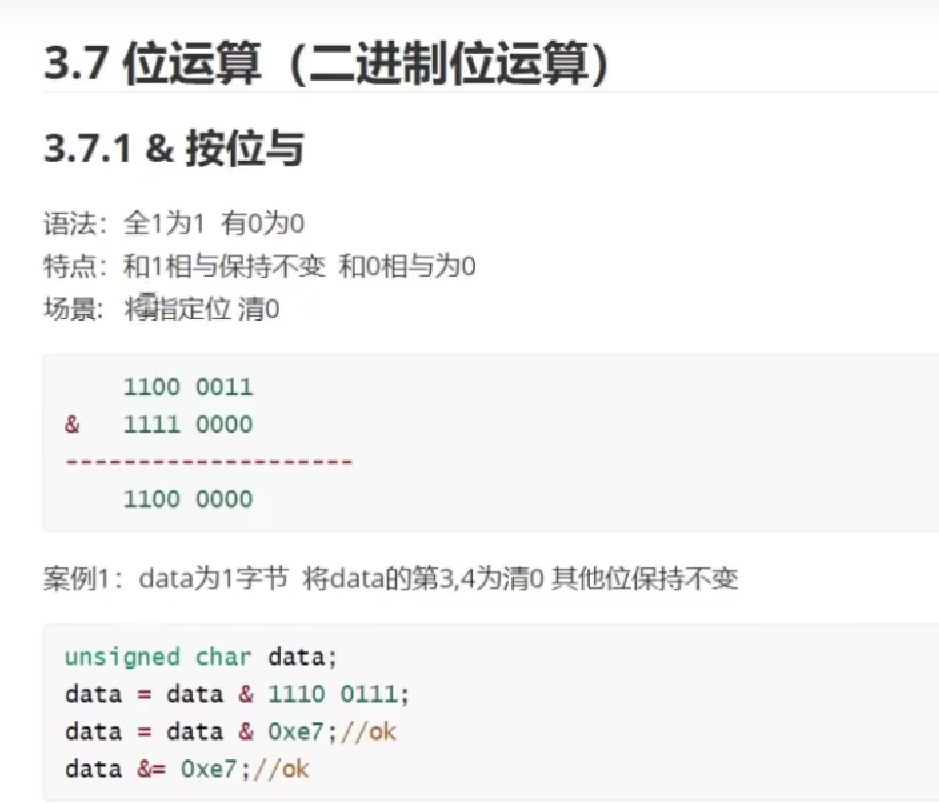 3.7 位运算（二进制位运算）
3.7.1 & 按位与
语法：全1为1 有0为0
特点：和1相与保持不变 和0相与为0
场景: 将指定位 清0
1100 0011
& 1111 0000
--------------------
1100 0000
案例1：data为1字节 将data的第3,4为清0 其他位保持不变
unsigned char data;
data = data & 1110 0111;
data = data & 0xe7;//ok
data &= 0xe7;//ok